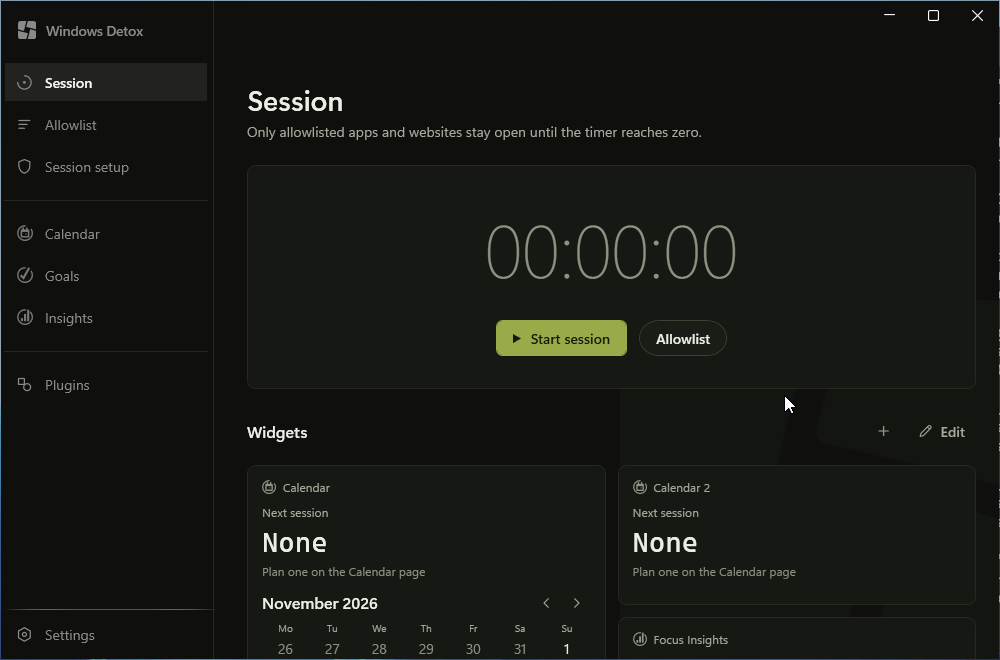 Windows Detox
Session
Allowlist
Session setup
Calendar
Goals
Insights
Plugins
Settings
Session
Only allowlisted apps and websites stay open until the timer reaches zero.
00:00:00
Start session
Allowlist
Widgets
Edit
Calendar
Next session
None
Plan one on the Calendar page
November 2026
Mo Tu We Th Fr Sa Su
26 27 28 29 30 31 1
Calendar 2
Next session
None
Plan one on the Calendar page
Focus Insights